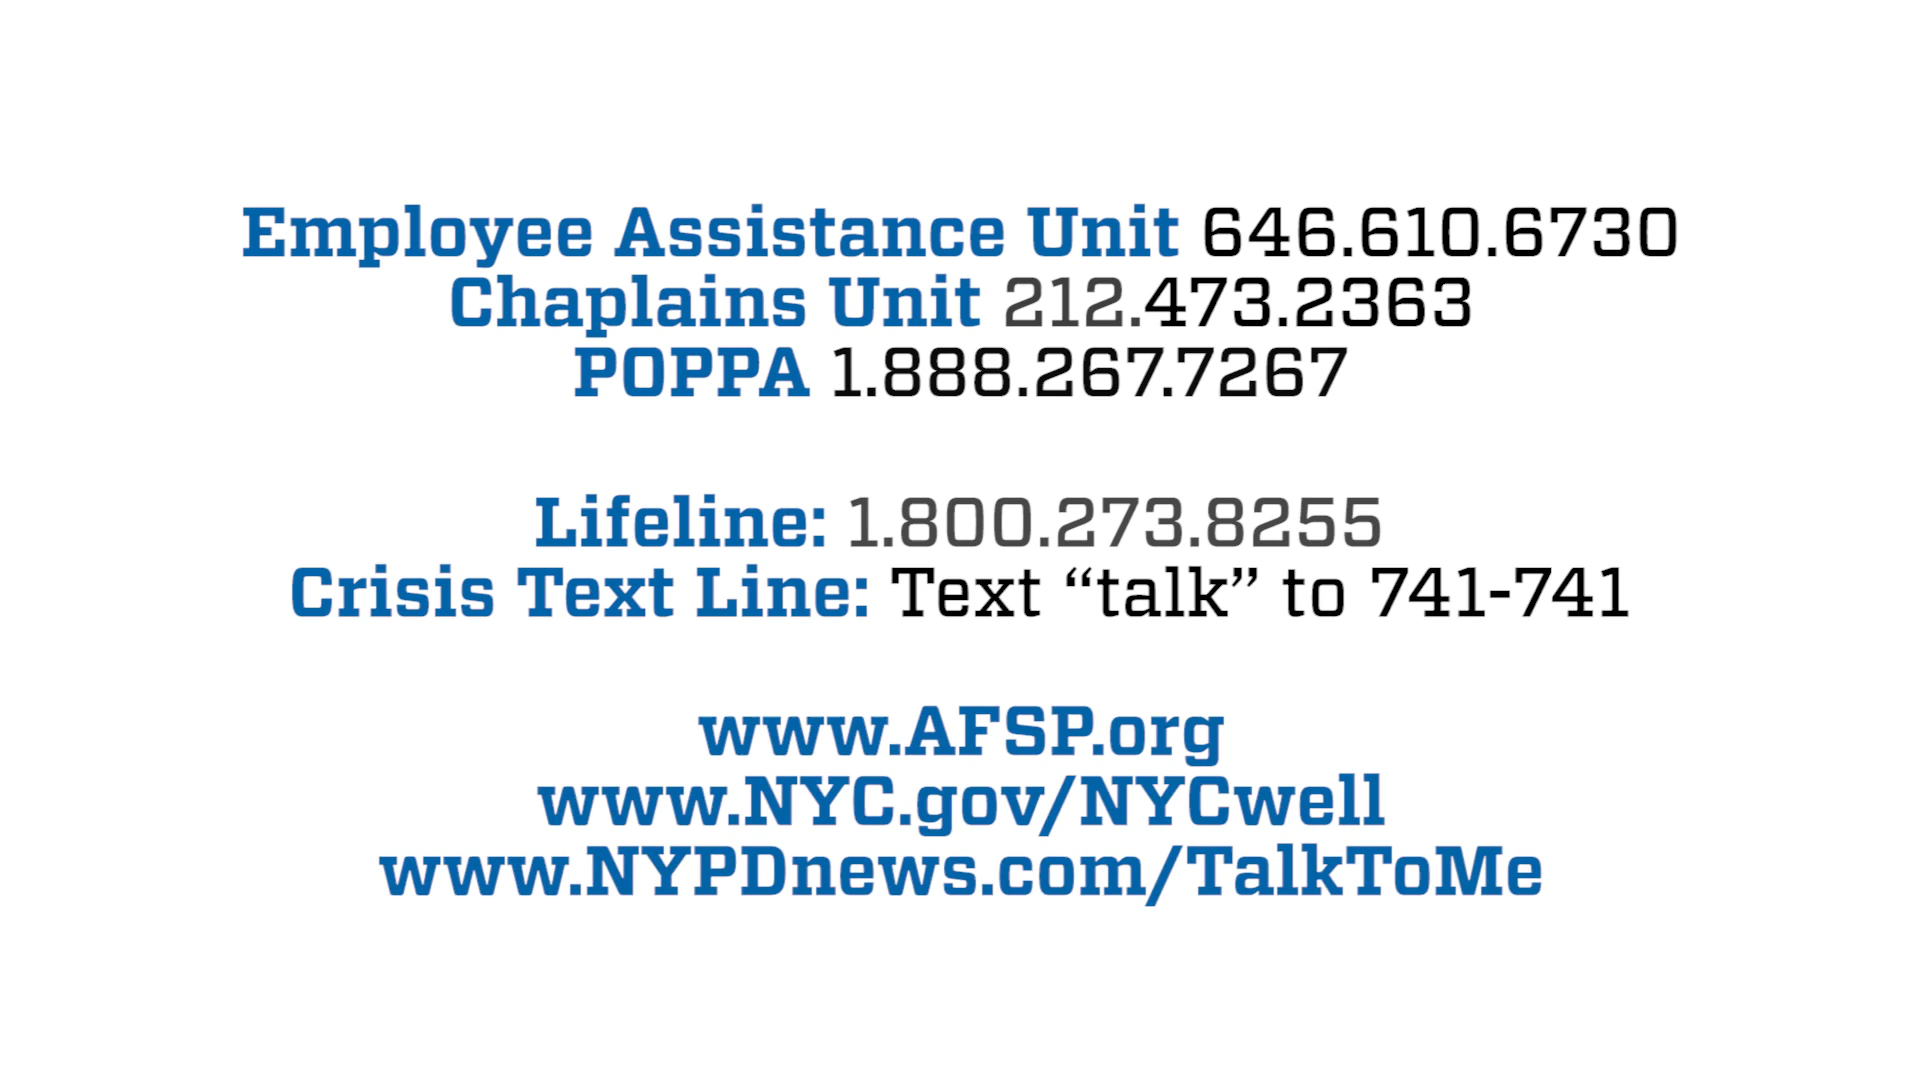 Employee Assistance Unit 646.610.6730
Chaplains Unit 212.473.2363
POPPA 1.888.267.7267
Lifeline: 1.800.273.8255
Crisis Text Line: Text “talk” to 741-741
www.AFSP.org
www.NYC.gov/NYCwell
www.NYPDnews.com/TalkToMe